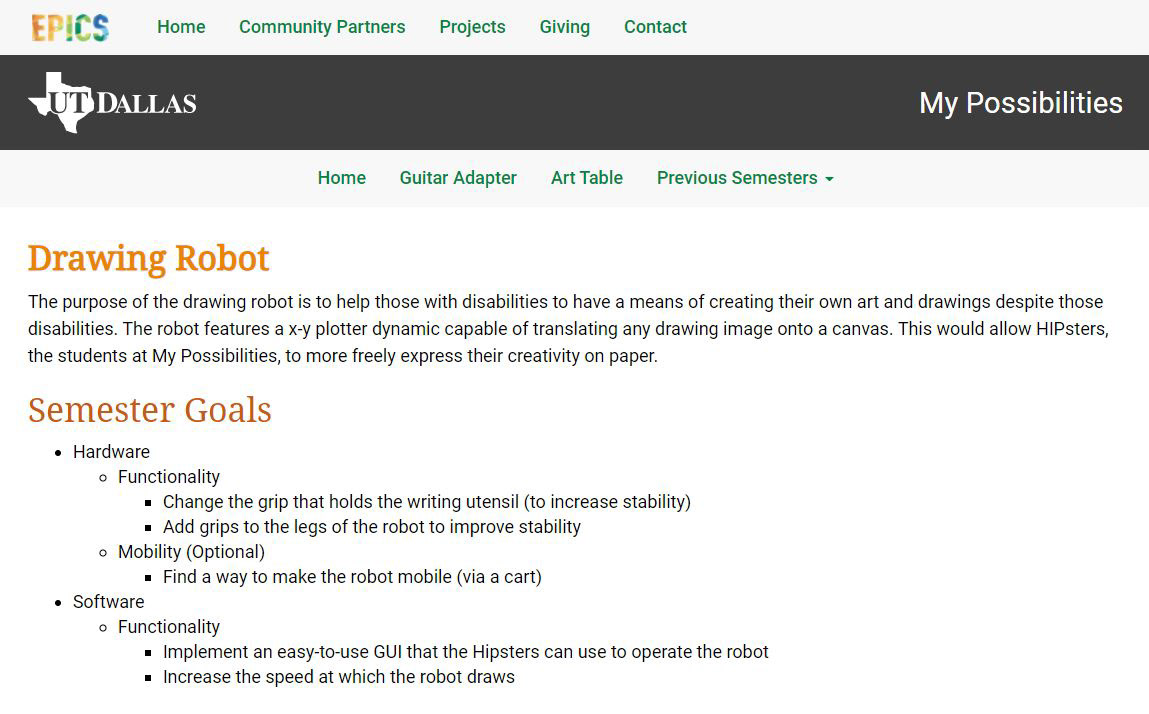 EPICS Home Community Partners Projects Giving Contact
UT DALLAS My Possibilities
Home Guitar Adapter Art Table Previous Semesters
Drawing Robot
The purpose of the drawing robot is to help those with disabilities to have a means of creating their own art and drawings despite those
disabilities. The robot features a x-y plotter dynamic capable of translating any drawing image onto a canvas. This would allow HIPsters,
the students at My Possibilities, to more freely express their creativity on paper.
Semester Goals
Hardware
Functionality
Change the grip that holds the writing utensil (to increase stability)
Add grips to the legs of the robot to improve stability
Mobility (Optional)
Find a way to make the robot mobile (via a cart)
Software
Functionality
Implement an easy-to-use GUI that the Hipsters can use to operate the robot
Increase the speed at which the robot draws